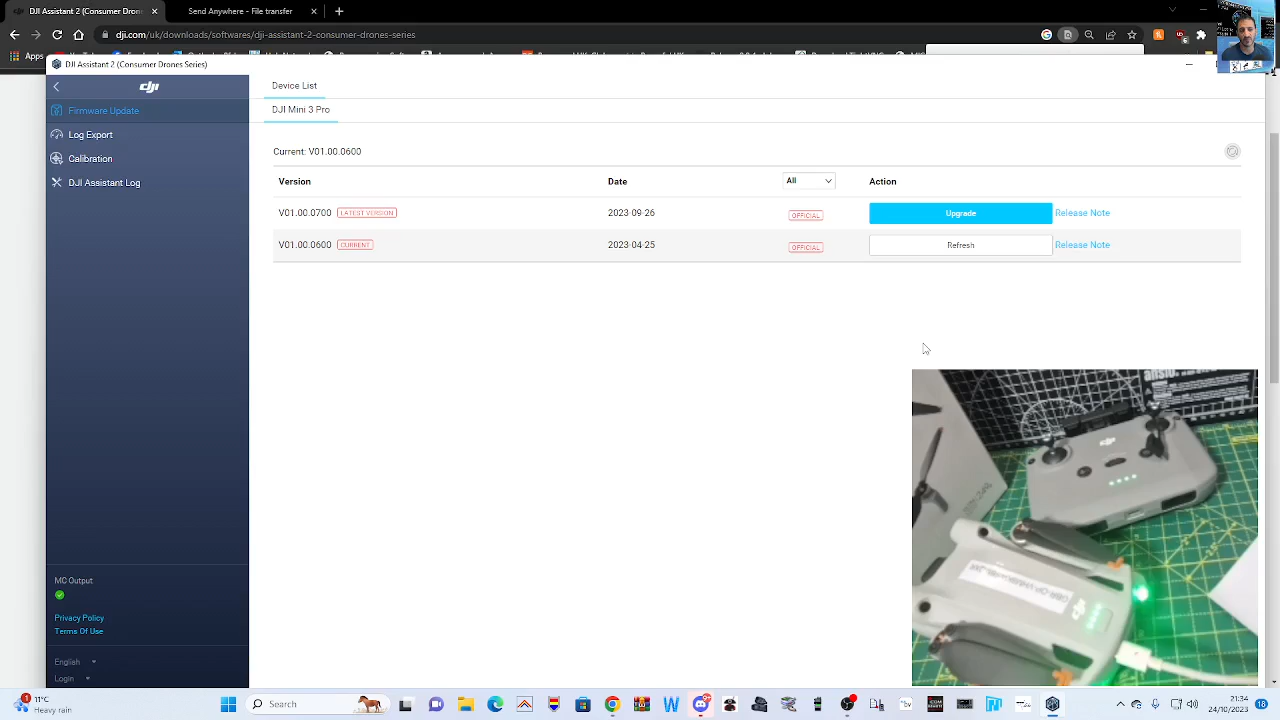 DJI Assistant 2 (Consumer Drones
Send Anywhere - File transfer
dji.com/uk/downloads/softwares/dji-assistant-2-consumer-drones-series
Apps
DJI Assistant 2 (Consumer Drones Series)
dji
Device List
Firmware Update
DJI Mini 3 Pro
Log Export
Current: V01.00.0600
Calibration
Version Date All Action
DJI Assistant Log
V01.00.0700 LATEST VERSION 2023-09-26 OFFICIAL Upgrade Release Note
V01.00.0600 CURRENT 2023-04-25 OFFICIAL Refresh Release Note
MC Output
Privacy Policy
Terms Of Use
English
Login
11°C
Heavy rain
Search
21:34
24/10/2023
18